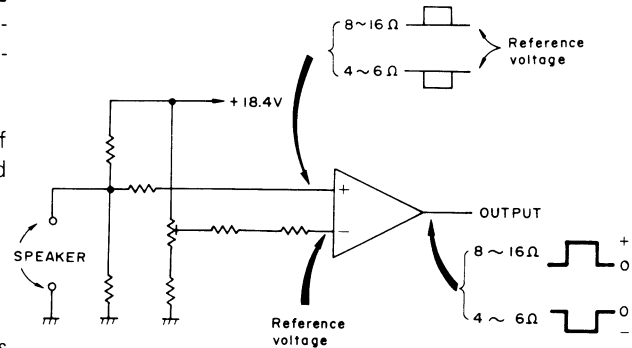 -
-
f
d
s
8~16Ω
4~6Ω
Reference
voltage
+18.4V
+
−
OUTPUT
SPEAKER
Reference
voltage
8~16Ω
+
0
4~6Ω
0
−